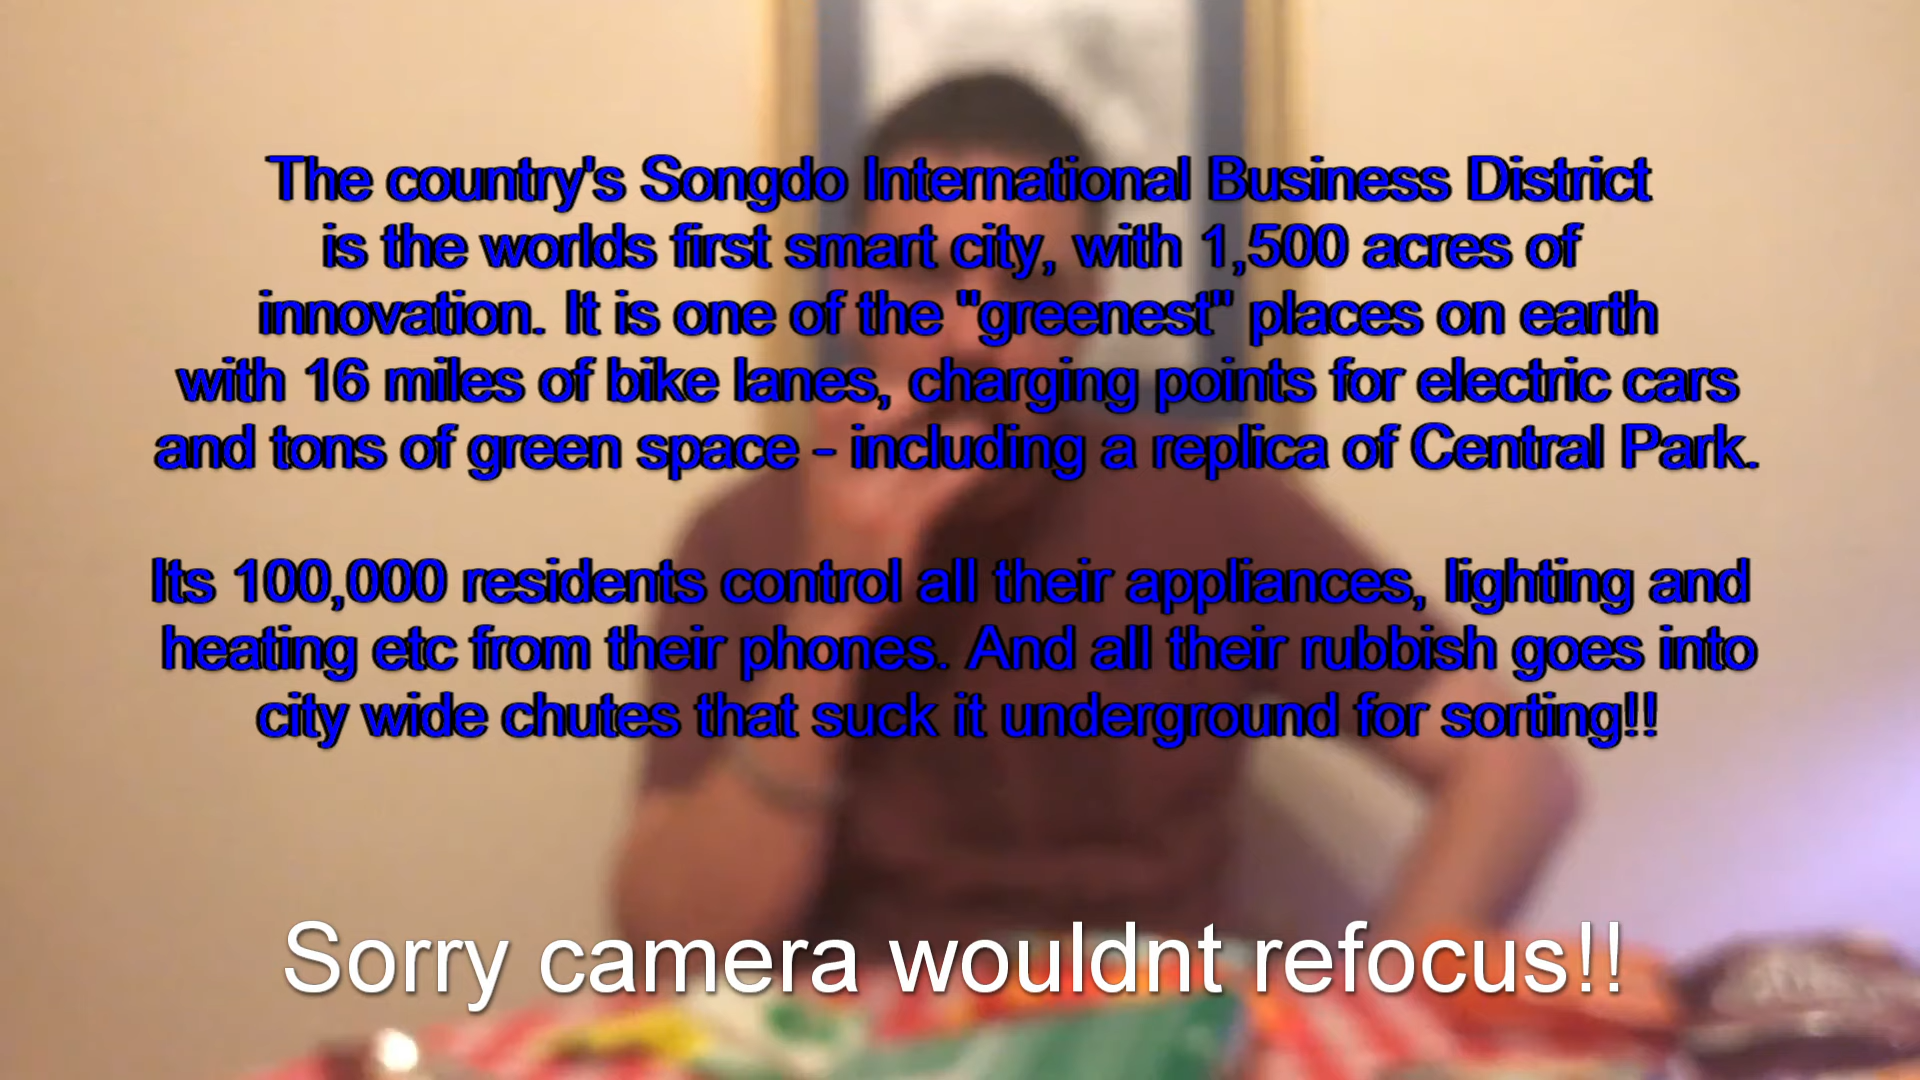 The country's Songdo International Business District
is the worlds first smart city, with 1,500 acres of
innovation. It is one of the "greenest" places on earth
with 16 miles of bike lanes, charging points for electric cars
and tons of green space - including a replica of Central Park.
Its 100,000 residents control all their appliances, lighting and
heating etc from their phones. And all their rubbish goes into
city wide chutes that suck it underground for sorting!!
Sorry camera wouldnt refocus!!